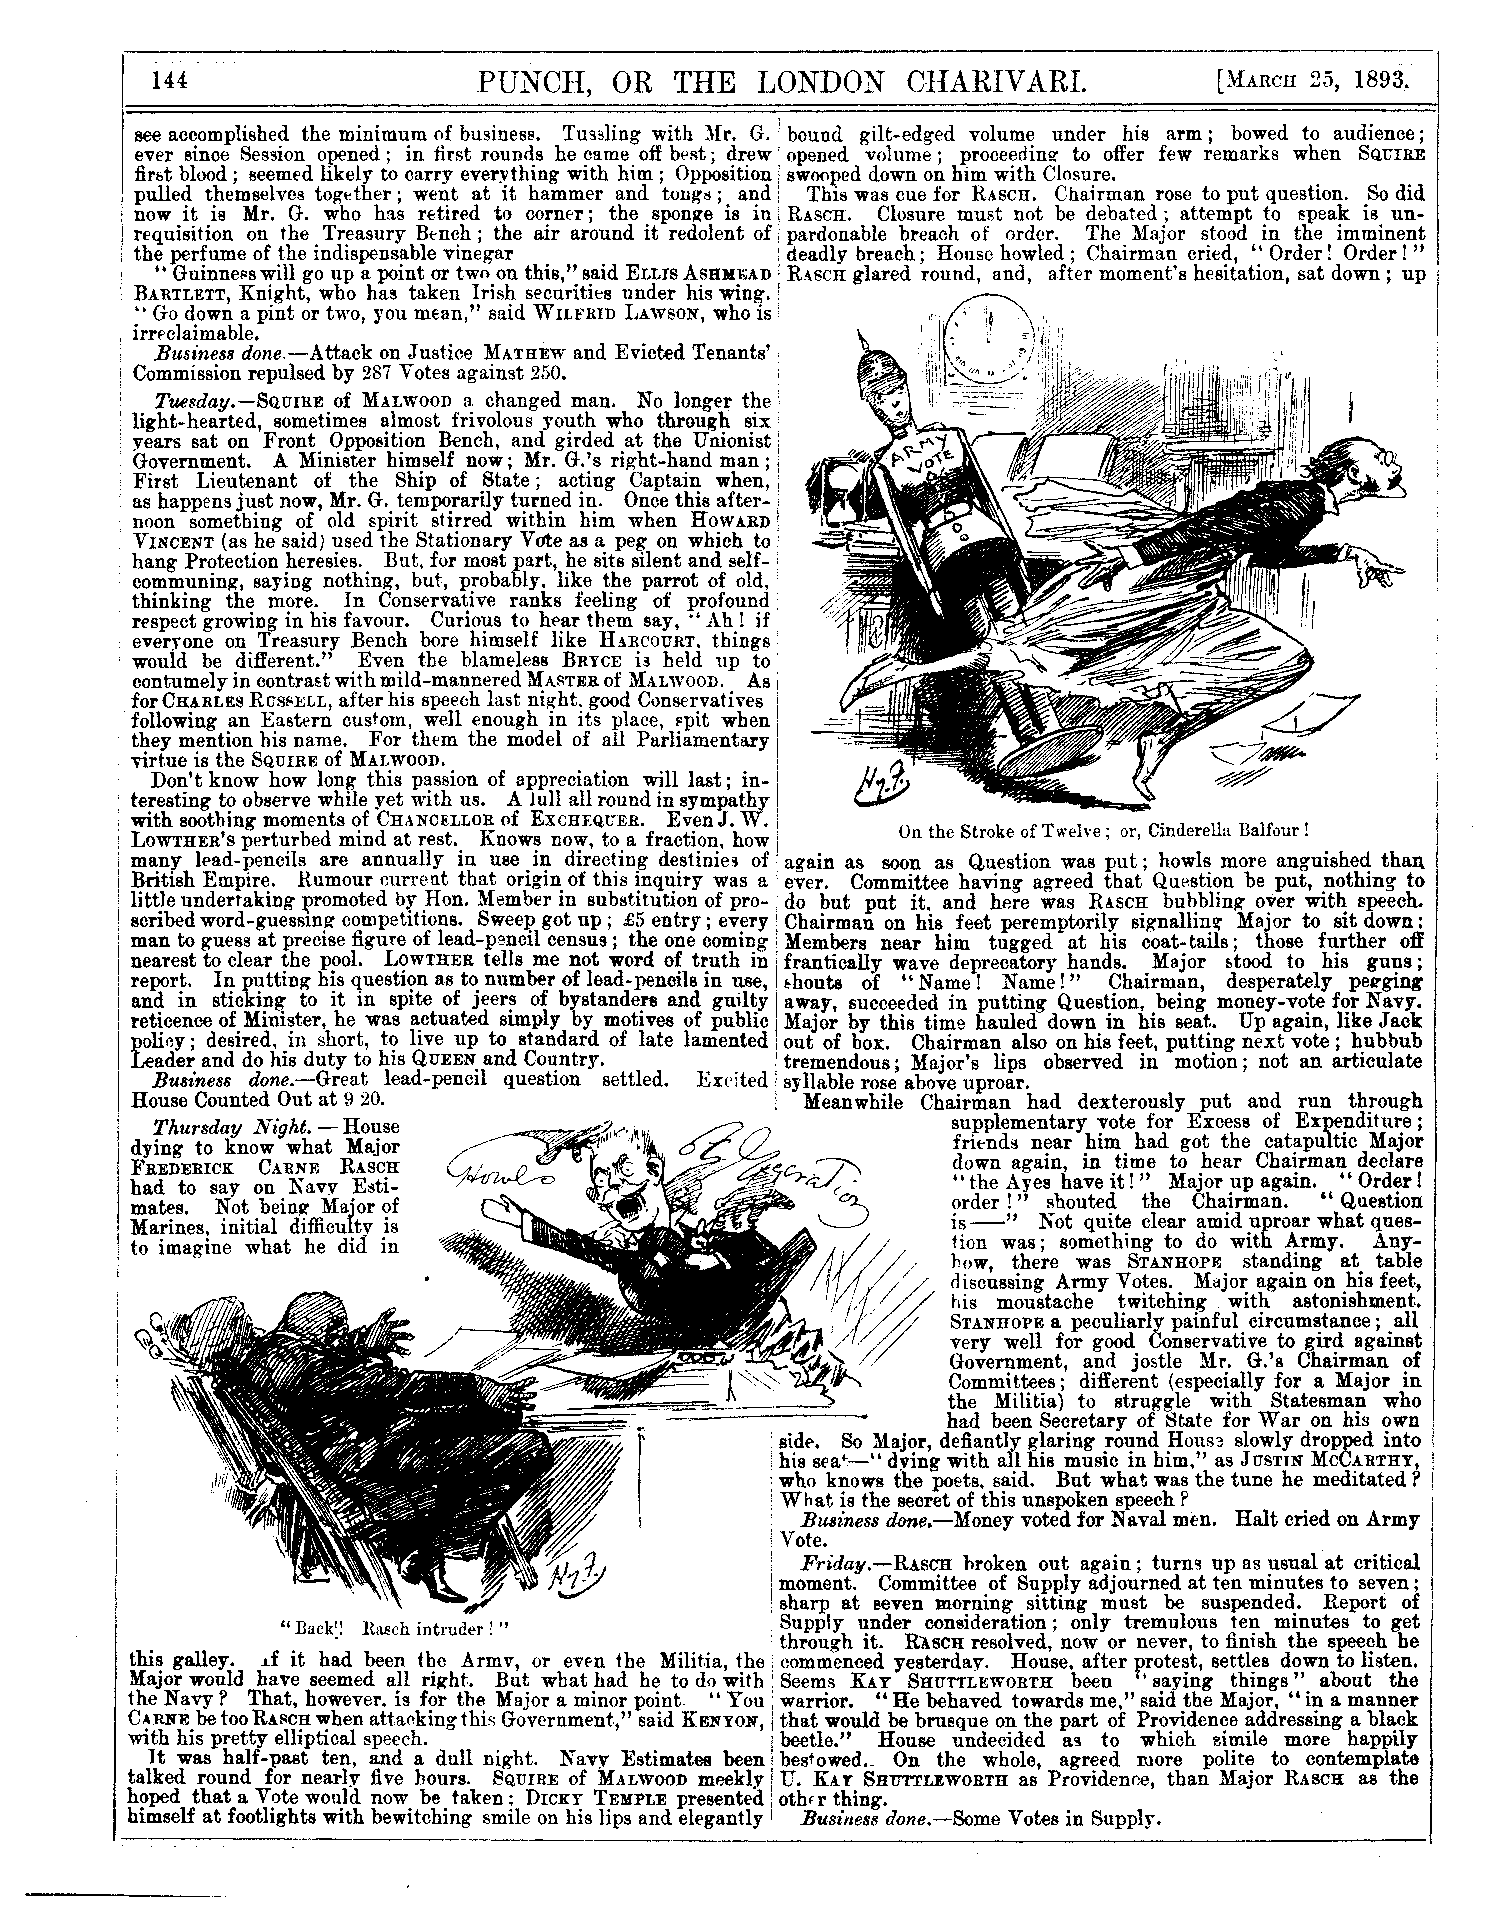 144
PUNCH, OR THE LONDON CHARIVARI.
[MARCH 25, 1893.
see accomplished the minimum of business. Tussling with Mr. G.
ever since Session opened; in first rounds he came off best; drew
first blood; seemed likely to carry everything with him; Opposition
pulled themselves together; went at it hammer and tongs; and
now it is Mr. G. who has retired to corner; the sponge is in
requisition on the Treasury Bench; the air around it redolent of
the perfume of the indispensable vinegar
"Guinness will go up a point or two on this," said ELLIS ASHMEAD
BARTLETT, Knight, who has taken Irish securities under his wing.
"Go down a pint or two, you mean," said WILFRID LAWSON, who is
irreclaimable.
Business done.—Attack on Justice MATHEW and Evicted Tenants'
Commission repulsed by 287 Votes against 250.
Tuesday.—SQUIRE of MALWOOD a changed man. No longer the
light-hearted, sometimes almost frivolous youth who through six
years sat on Front Opposition Bench, and girded at the Unionist
Government. A Minister himself now; Mr. G.'s right-hand man;
First Lieutenant of the Ship of State; acting Captain when,
as happens just now, Mr. G. temporarily turned in. Once this after-
noon something of old spirit stirred within him when HOWARD
VINCENT (as he said) used the Stationary Vote as a peg on which to
hang Protection heresies. But, for most part, he sits silent and self-
communing, saying nothing, but, probably, like the parrot of old,
thinking the more. In Conservative ranks feeling of profound
respect growing in his favour. Curious to hear them say, "Ah! if
everyone on Treasury Bench bore himself like HARCOURT, things
would be different." Even the blameless BRYCE is held up to
contumely in contrast with mild-mannered MASTER of MALWOOD. As
for CHARLES RUSSELL, after his speech last night, good Conservatives
following an Eastern custom, well enough in its place, spit when
they mention his name. For them the model of all Parliamentary
virtue is the SQUIRE of MALWOOD.
Don't know how long this passion of appreciation will last; in-
teresting to observe while yet with us. A lull all round in sympathy
with soothing moments of CHANCELLOR of EXCHEQUER. Even J. W.
LOWTHER's perturbed mind at rest. Knows now, to a fraction, how
many lead-pencils are annually in use in directing destinies of
British Empire. Rumour current that origin of this inquiry was a
little undertaking promoted by Hon. Member in substitution of pro-
scribed word-guessing competitions. Sweep got up; £5 entry; every
man to guess at precise figure of lead-pencil census; the one coming
nearest to clear the pool. LOWTHER tells me not word of truth in
report. In putting his question as to number of lead-pencils in use,
and in sticking to it in spite of jeers of bystanders and guilty
reticence of Minister, he was actuated simply by motives of public
policy; desired, in short, to live up to standard of late lamented
Leader and do his duty to his QUEEN and Country.
Business done.—Great lead-pencil question settled. Excited
House Counted Out at 9 20.
Thursday Night.—House
dying to know what Major
FREDERICK CARNE RASCH
had to say on Navy Esti-
mates. Not being Major of
Marines, initial difficulty is
to imagine what he did in
Howls
Hy. F.
"Back!! Rasch intruder!"
this galley. If it had been the Army, or even the Militia, the
Major would have seemed all right. But what had he to do with
the Navy? That, however, is for the Major a minor point. "You
CARNE be too RASCH when attacking this Government," said KENYON,
with his pretty elliptical speech.
It was half-past ten, and a dull night. Navy Estimates been
talked round for nearly five hours. SQUIRE of MALWOOD meekly
hoped that a Vote would now be taken; DICKY TEMPLE presented
himself at footlights with bewitching smile on his lips and elegantly
bound gilt-edged volume under his arm; bowed to audience;
opened volume; proceeding to offer few remarks when SQUIRE
swooped down on him with Closure.
This was cue for RASCH. Chairman rose to put question. So did
RASCH. Closure must not be debated; attempt to speak is un-
pardonable breach of order. The Major stood in the imminent
deadly breach; House howled; Chairman cried, "Order! Order!"
RASCH glared round, and, after moment's hesitation, sat down; up
ARMY
VOTE
Hy. F.
On the Stroke of Twelve; or, Cinderella Balfour!
again as soon as Question was put; howls more anguished than
ever. Committee having agreed that Question be put, nothing to
do but put it, and here was RASCH bubbling over with speech.
Chairman on his feet peremptorily signalling Major to sit down;
Members near him tugged at his coat-tails; those further off
frantically wave deprecatory hands. Major stood to his guns;
shouts of "Name! Name!" Chairman, desperately pegging
away, succeeded in putting Question, being money-vote for Navy.
Major by this time hauled down in his seat. Up again, like Jack
out of box. Chairman also on his feet, putting next vote; hubbub
tremendous; Major's lips observed in motion; not an articulate
syllable rose above uproar.
Meanwhile Chairman had dexterously put and run through
supplementary vote for Excess of Expenditure;
friends near him had got the catapultic Major
down again, in time to hear Chairman declare
"the Ayes have it!" Major up again. "Order!
order!" shouted the Chairman. "Question
is——" Not quite clear amid uproar what ques-
tion was; something to do with Army. Any-
how, there was STANHOPE standing at table
discussing Army Votes. Major again on his feet,
his moustache twitching with astonishment.
STANHOPE a peculiarly painful circumstance; all
very well for good Conservative to gird against
Government, and jostle Mr. G.'s Chairman of
Committees; different (especially for a Major in
the Militia) to struggle with Statesman who
had been Secretary of State for War on his own
side. So Major, defiantly glaring round House slowly dropped into
his seat—"dying with all his music in him," as JUSTIN MCCARTHY,
who knows the poets, said. But what was the tune he meditated?
What is the secret of this unspoken speech?
Business done.—Money voted for Naval men. Halt cried on Army
Vote.
Friday.—RASCH broken out again; turns up as usual at critical
moment. Committee of Supply adjourned at ten minutes to seven;
sharp at seven morning sitting must be suspended. Report of
Supply under consideration; only tremulous ten minutes to get
through it. RASCH resolved, now or never, to finish the speech he
commenced yesterday. House, after protest, settles down to listen.
Seems KAY SHUTTLEWORTH been "saying things" about the
warrior. "He behaved towards me," said the Major, "in a manner
that would be brusque on the part of Providence addressing a black
beetle." House undecided as to which simile more happily
bestowed. On the whole, agreed more polite to contemplate
U. KAY SHUTTLEWORTH as Providence, than Major RASCH as the
other thing.
Business done.—Some Votes in Supply.